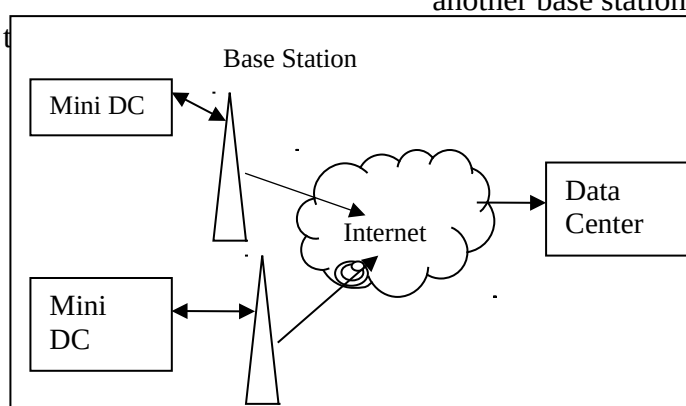 another base station
t
Base Station
Mini DC
Data
Center
Internet
Mini
DC